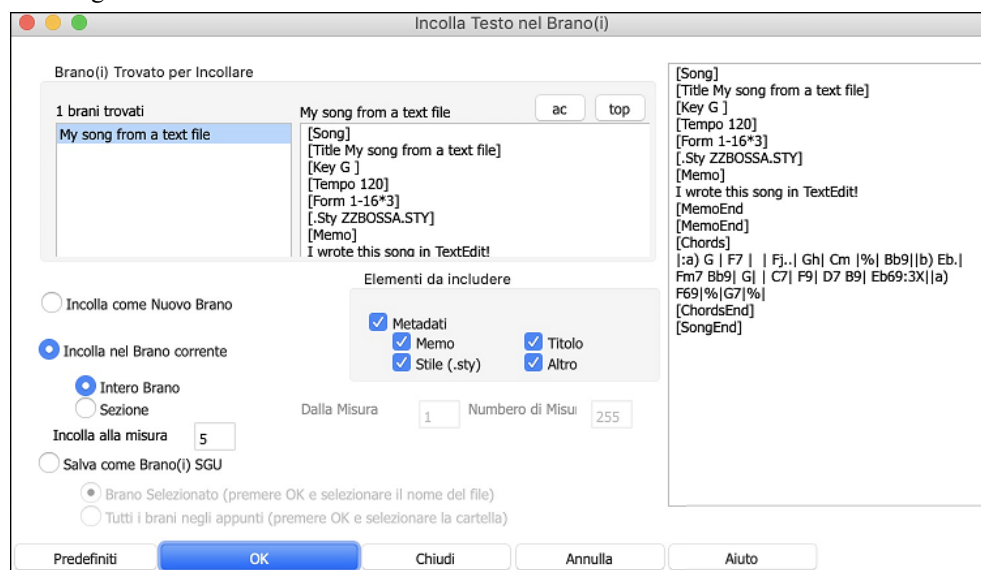 Incolla Testo nel Brano(i)
Brano(i) Trovato per Incollare
1 brani trovati
My song from a text file
My song from a text file
ac
top
[Song]
[Title My song from a text file]
[Key G ]
[Tempo 120]
[Form 1-16*3]
[.Sty ZZBOSSA.STY]
[Memo]
I wrote this song in TextEdit!
Elementi da includere
Metadati
Memo
Titolo
Stile (.sty)
Altro
Incolla come Nuovo Brano
Incolla nel Brano corrente
Intero Brano
Sezione
Dalla Misura
1
Numbero di Misu
255
Incolla alla misura
5
Salva come Brano(i) SGU
Brano Selezionato (premere OK e selezionare il nome del file)
Tutti i brani negli appunti (premere OK e selezionare la cartella)
[Song]
[Title My song from a text file]
[Key G ]
[Tempo 120]
[Form 1-16*3]
[.Sty ZZBOSSA.STY]
[Memo]
I wrote this song in TextEdit!
[MemoEnd
[MemoEnd]
[Chords]
|:a) G | F7 |  | Fj..| Gh| Cm |%| Bb9||b) Eb.|
Fm7 Bb9| G| | C7| F9| D7 B9| Eb69:3X||a)
F69|%|G7|%|
[ChordsEnd]
[SongEnd]
Predefiniti
OK
Chiudi
Annulla
Aiuto